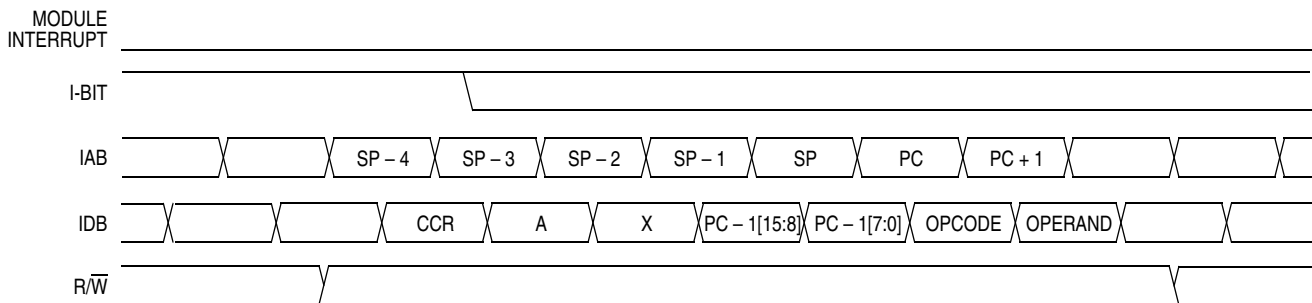 MODULE
INTERRUPT
I-BIT
IAB SP – 4 SP – 3 SP – 2 SP – 1 SP PC PC + 1
IDB CCR A X PC – 1[15:8] PC – 1[7:0] OPCODE OPERAND
R/W̅